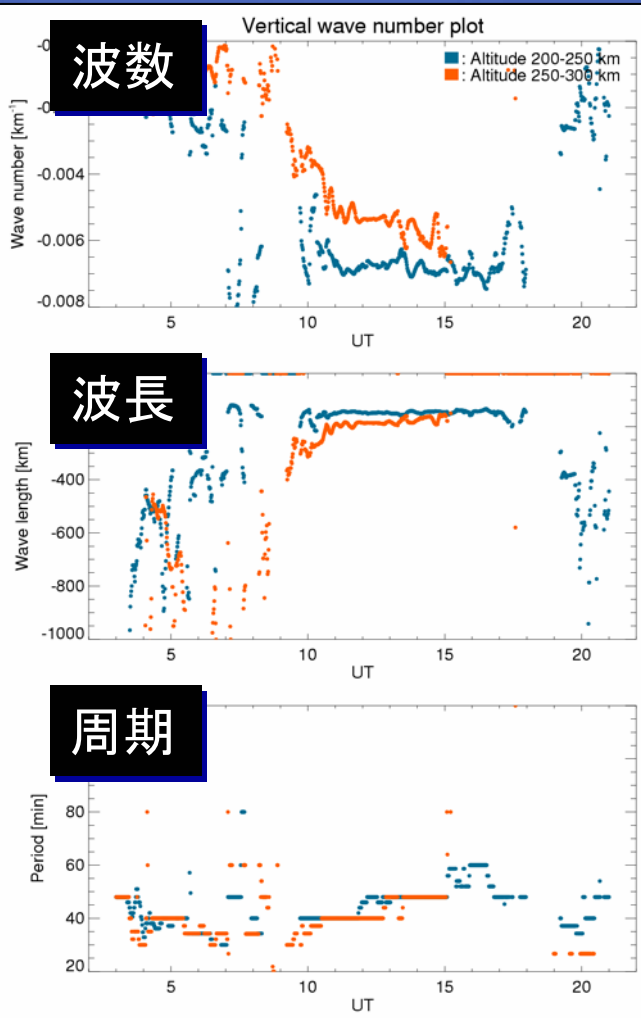 Vertical wave number plot
波数
: Altitude 200-250 km
: Altitude 250-300 km
Wave number [km-1]
-0.004
-0.006
-0.008
5 10 15 20
UT
波長
Wave length [km]
-400
-600
-800
-1000
5 10 15 20
UT
周期
Period [min]
80
60
40
20
5 10 15 20
UT